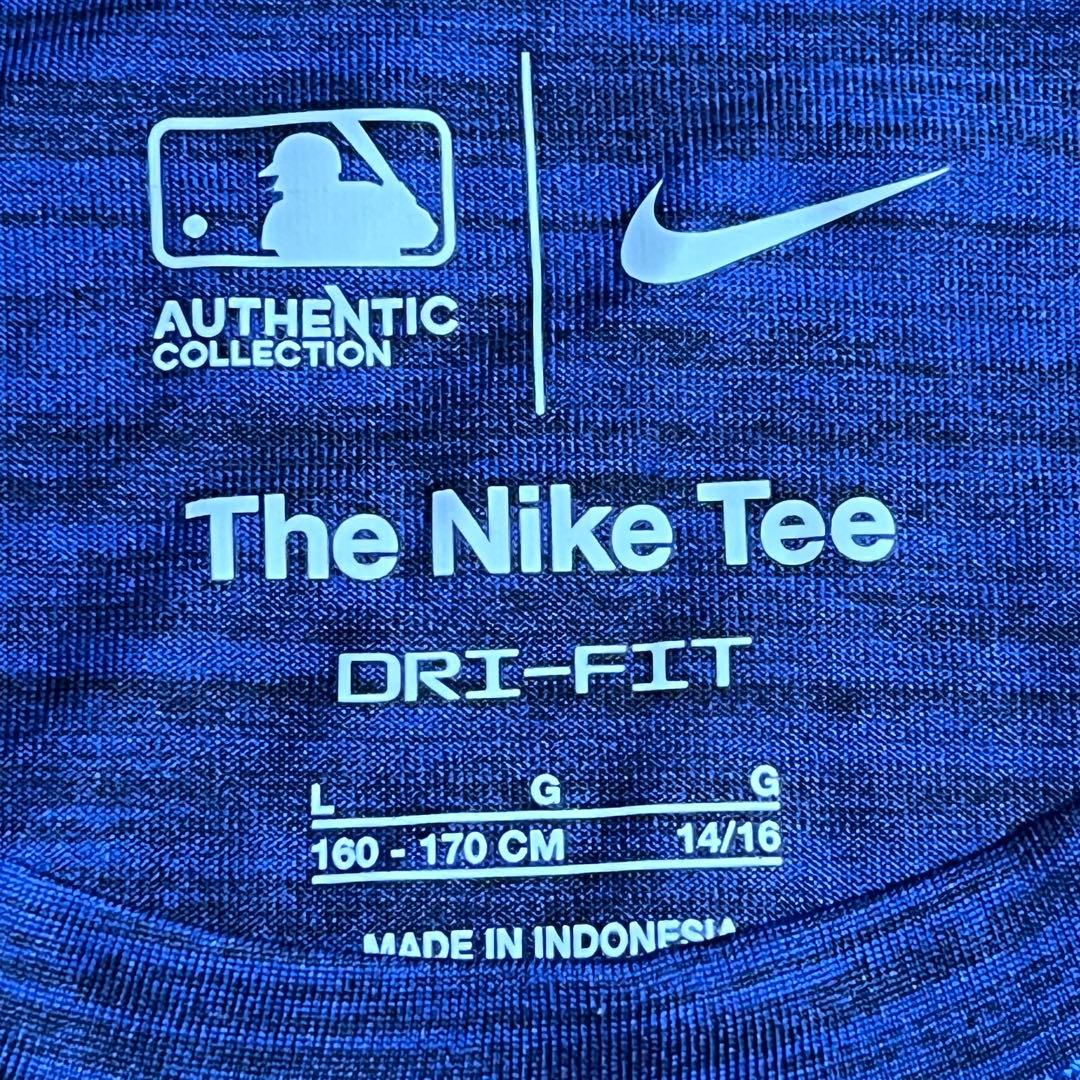 AUTHENTIC
COLLECTION
The Nike Tee
DRI-FIT
L G G
160 - 170 CM 14/16
MADE IN INDONESIA